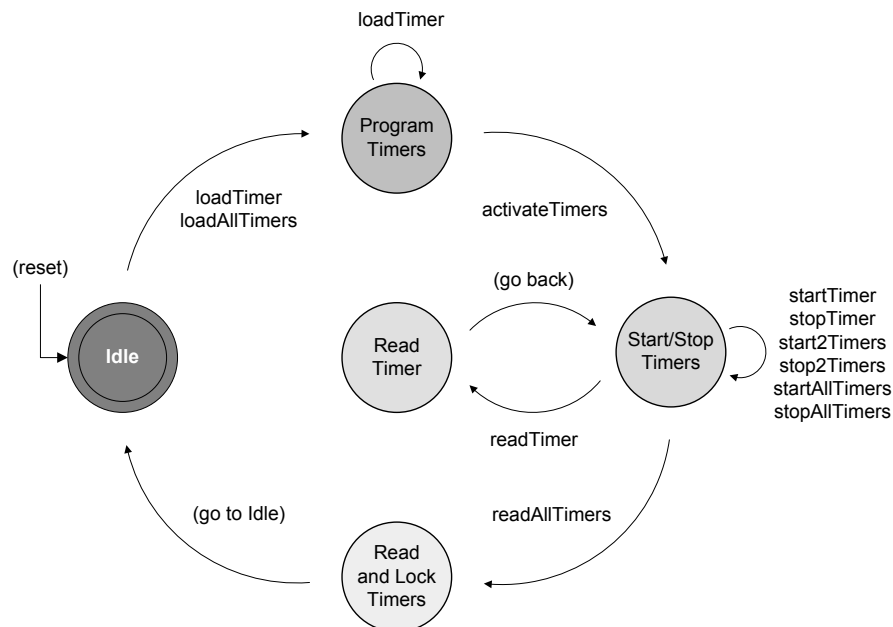 loadTimer
Program
Timers
loadTimer
loadAllTimers
activateTimers
(reset)
(go back)
Idle
Read
Timer
Start/Stop
Timers
startTimer
stopTimer
start2Timers
stop2Timers
startAllTimers
stopAllTimers
readTimer
(go to Idle)
readAllTimers
Read
and Lock
Timers